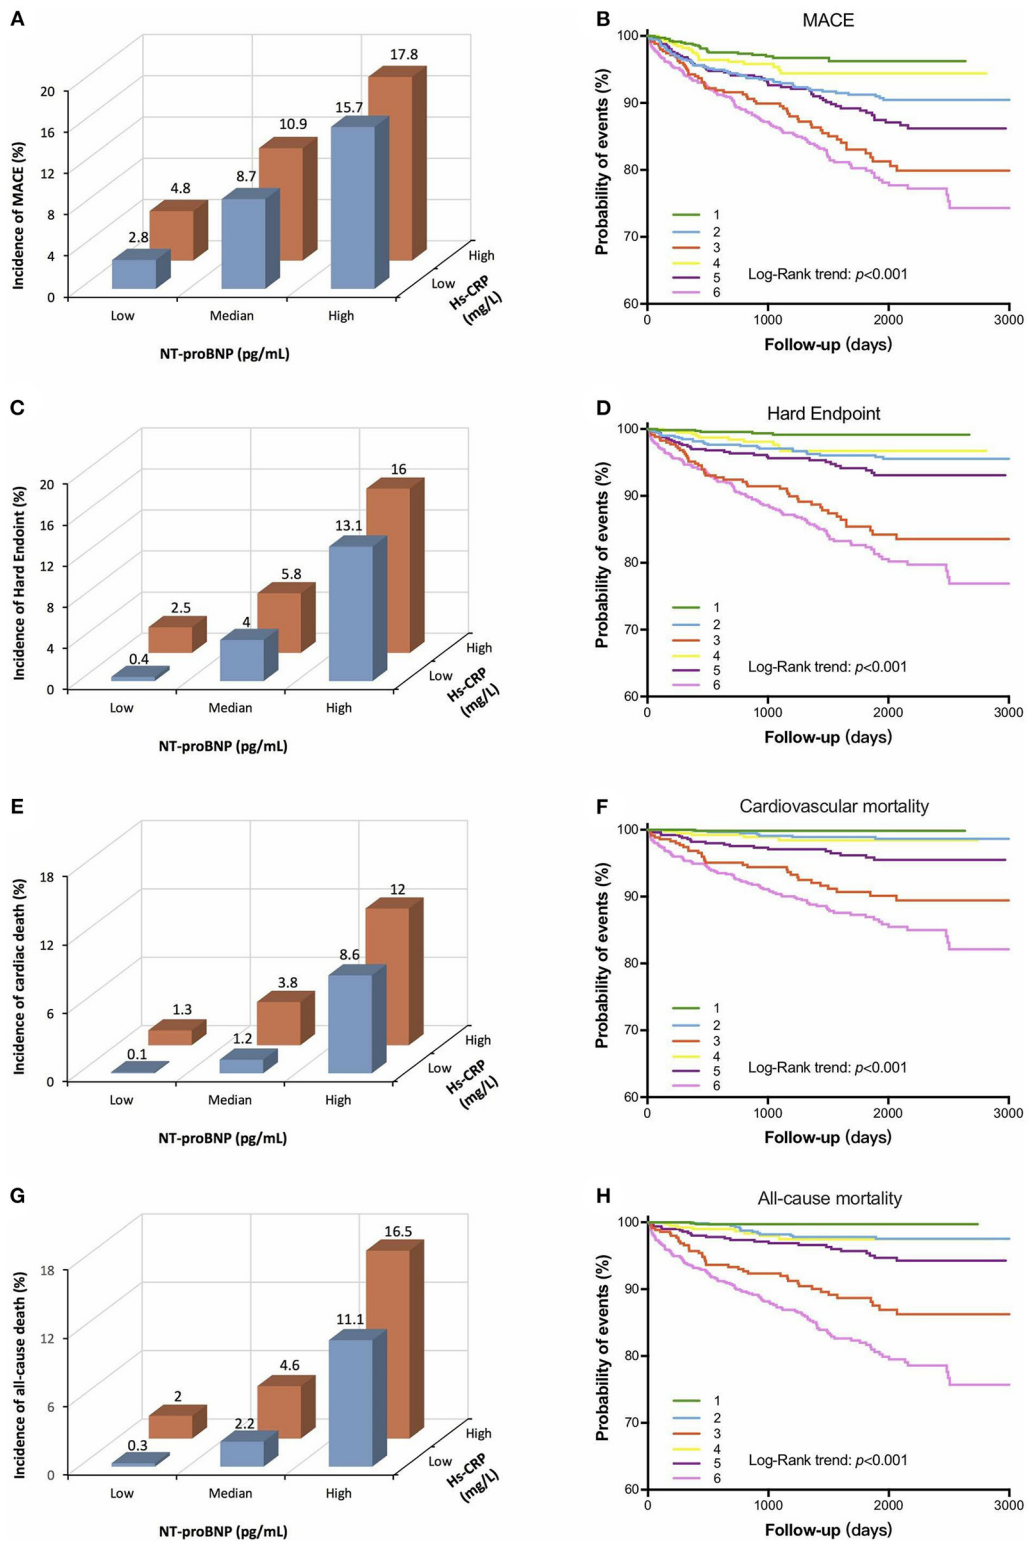 A
Incidence of MACE (%)
20
16
12
8
4
0
2.8
8.7
15.7
4.8
10.9
17.8
Low
Median
High
NT-proBNP (pg/mL)
Low
High
Hs-CRP
(mg/L)
B
MACE
Probability of events (%)
100
90
80
70
60
1
2
3
4
5
6
Log-Rank trend: p<0.001
0
1000
2000
3000
Follow-up (days)
C
Incidence of Hard Endoint (%)
20
16
12
8
4
0
0.4
4
13.1
2.5
5.8
16
Low
Median
High
NT-proBNP (pg/mL)
Low
High
Hs-CRP
(mg/L)
D
Hard Endpoint
Probability of events (%)
100
90
80
70
60
1
2
3
4
5
6
Log-Rank trend: p<0.001
0
1000
2000
3000
Follow-up (days)
E
Incidence of cardiac death (%)
18
12
6
0
0.1
1.2
8.6
1.3
3.8
12
Low
Median
High
NT-proBNP (pg/mL)
Low
High
Hs-CRP
(mg/L)
F
Cardiovascular mortality
Probability of events (%)
100
90
80
70
60
1
2
3
4
5
6
Log-Rank trend: p<0.001
0
1000
2000
3000
Follow-up (days)
G
Incidence of all-cause death (%)
18
12
6
0
0.3
2.2
11.1
2
4.6
16.5
Low
Median
High
NT-proBNP (pg/mL)
Low
High
Hs-CRP
(mg/L)
H
All-cause mortality
Probability of events (%)
100
90
80
70
60
1
2
3
4
5
6
Log-Rank trend: p<0.001
0
1000
2000
3000
Follow-up (days)